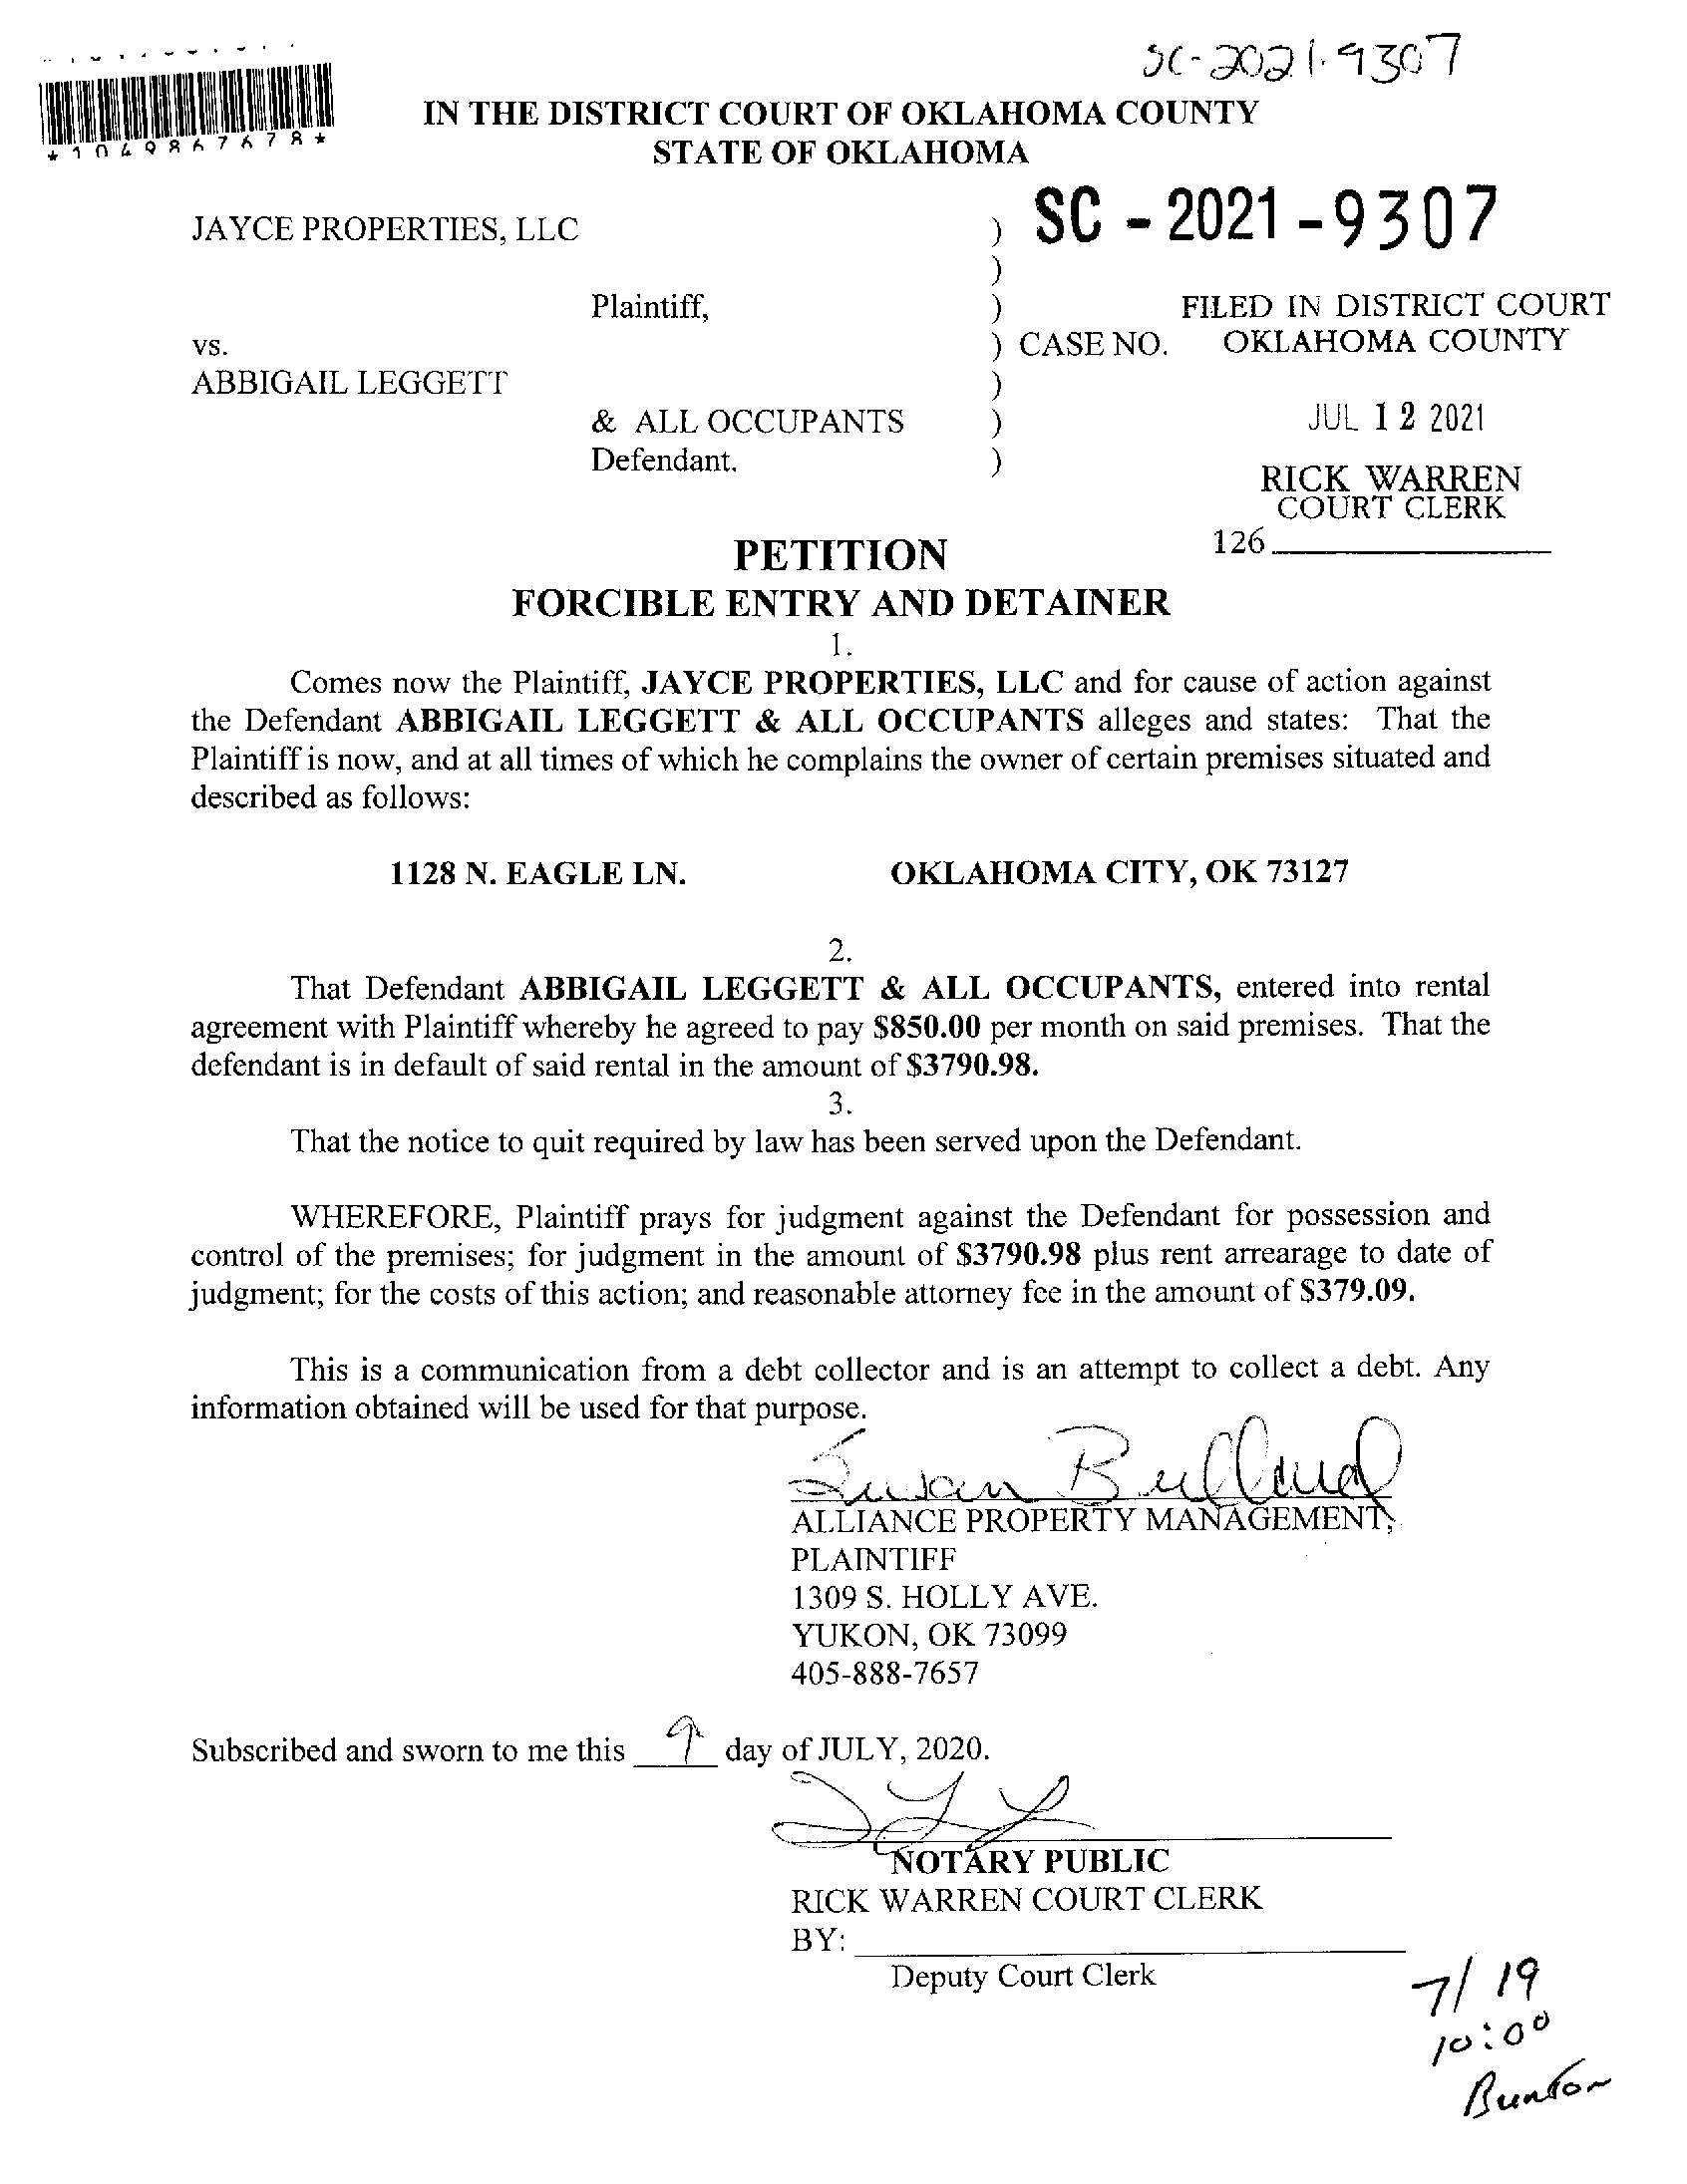 SC-2021-9307
*1049867678*
IN THE DISTRICT COURT OF OKLAHOMA COUNTY
STATE OF OKLAHOMA
SC - 2021 - 9307
JAYCE PROPERTIES, LLC )
)
Plaintiff, ) FILED IN DISTRICT COURT
vs. ) CASE NO. OKLAHOMA COUNTY
ABBIGAIL LEGGETT )
& ALL OCCUPANTS ) JUL 12 2021
Defendant. )
RICK WARREN
COURT CLERK
126
PETITION
FORCIBLE ENTRY AND DETAINER
1.
Comes now the Plaintiff, JAYCE PROPERTIES, LLC and for cause of action against
the Defendant ABBIGAIL LEGGETT & ALL OCCUPANTS alleges and states: That the
Plaintiff is now, and at all times of which he complains the owner of certain premises situated and
described as follows:
1128 N. EAGLE LN. OKLAHOMA CITY, OK 73127
2.
That Defendant ABBIGAIL LEGGETT & ALL OCCUPANTS, entered into rental
agreement with Plaintiff whereby he agreed to pay $850.00 per month on said premises. That the
defendant is in default of said rental in the amount of $3790.98.
3.
That the notice to quit required by law has been served upon the Defendant.
WHEREFORE, Plaintiff prays for judgment against the Defendant for possession and
control of the premises; for judgment in the amount of $3790.98 plus rent arrearage to date of
judgment; for the costs of this action; and reasonable attorney fee in the amount of $379.09.
This is a communication from a debt collector and is an attempt to collect a debt. Any
information obtained will be used for that purpose.
Susan Bulland
ALLIANCE PROPERTY MANAGEMENT,
PLAINTIFF
1309 S. HOLLY AVE.
YUKON, OK 73099
405-888-7657
Subscribed and sworn to me this 9 day of JULY, 2020.
NOTARY PUBLIC
RICK WARREN COURT CLERK
BY:
Deputy Court Clerk
7/19
10:00
Bunton